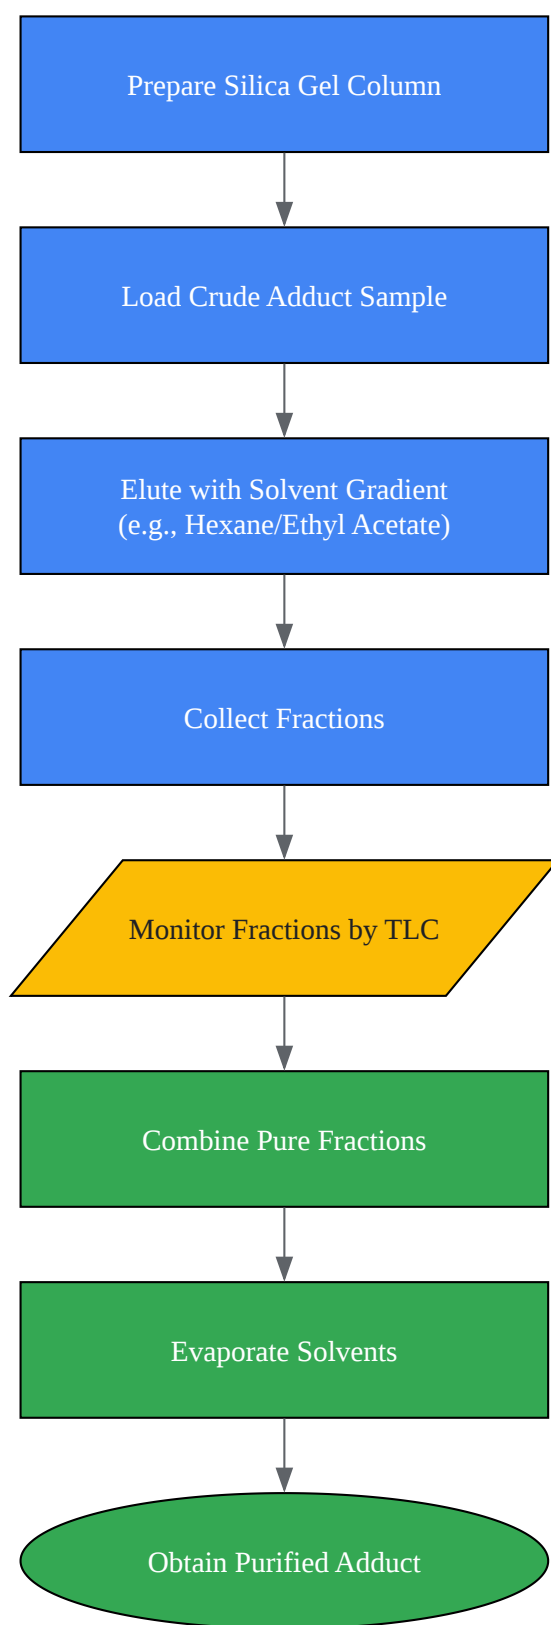 Prepare Silica Gel Column
Load Crude Adduct Sample
Elute with Solvent Gradient
(e.g., Hexane/Ethyl Acetate)
Collect Fractions
Monitor Fractions by TLC
Combine Pure Fractions
Evaporate Solvents
Obtain Purified Adduct